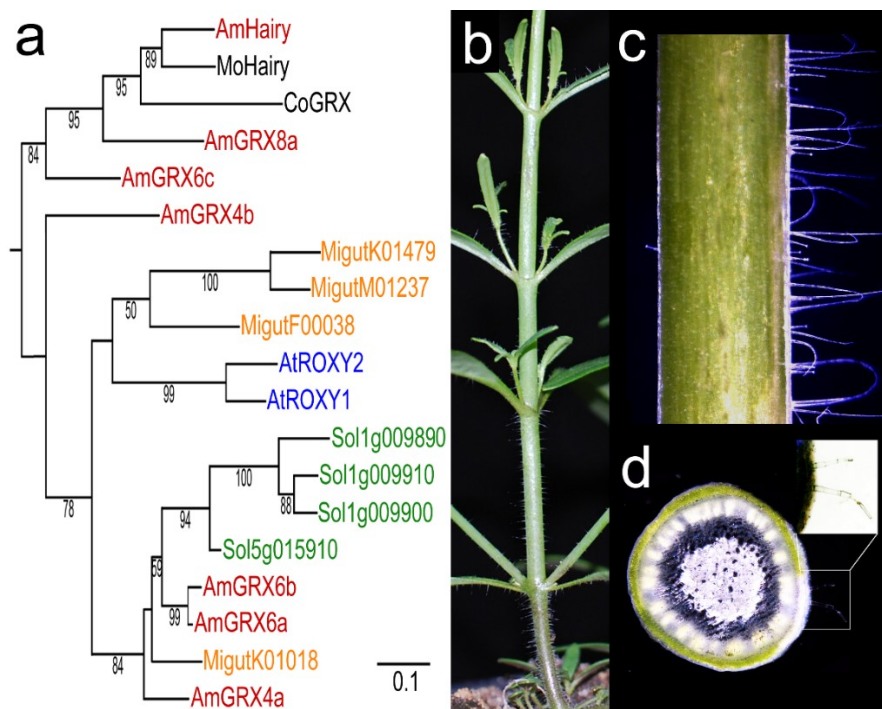 a
b
c
d
AmHairy
89
MoHairy
95
CoGRX
95
AmGRX8a
84
AmGRX6c
AmGRX4b
MigutK01479
100
MigutM01237
50
MigutF00038
AtROXY2
99
AtROXY1
Sol1g009890
100
Sol1g009910
88
Sol1g009900
94
Sol5g015910
78
59
AmGRX6b
99
AmGRX6a
MigutK01018
84
AmGRX4a
0.1